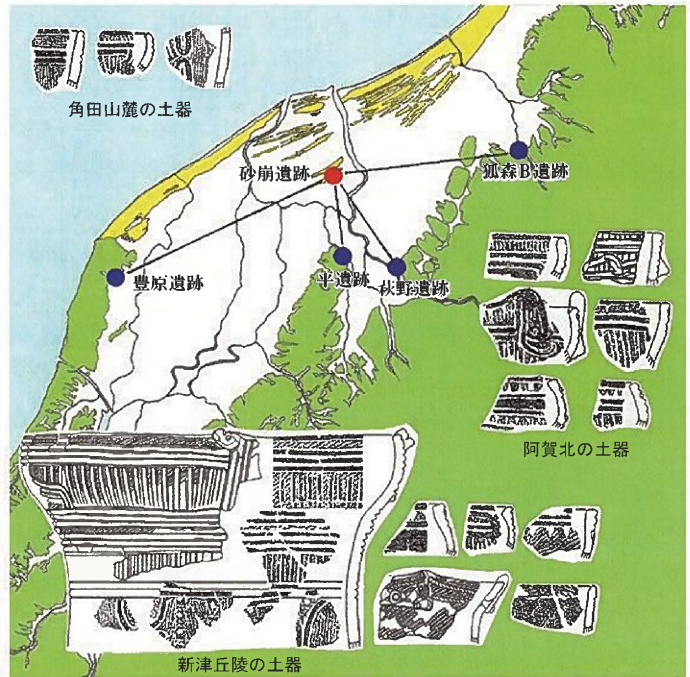 角田山麓の土器
砂崩遺跡
狐森B遺跡
豊原遺跡
平遺跡
萩野遺跡
阿賀北の土器
新津丘陵の土器